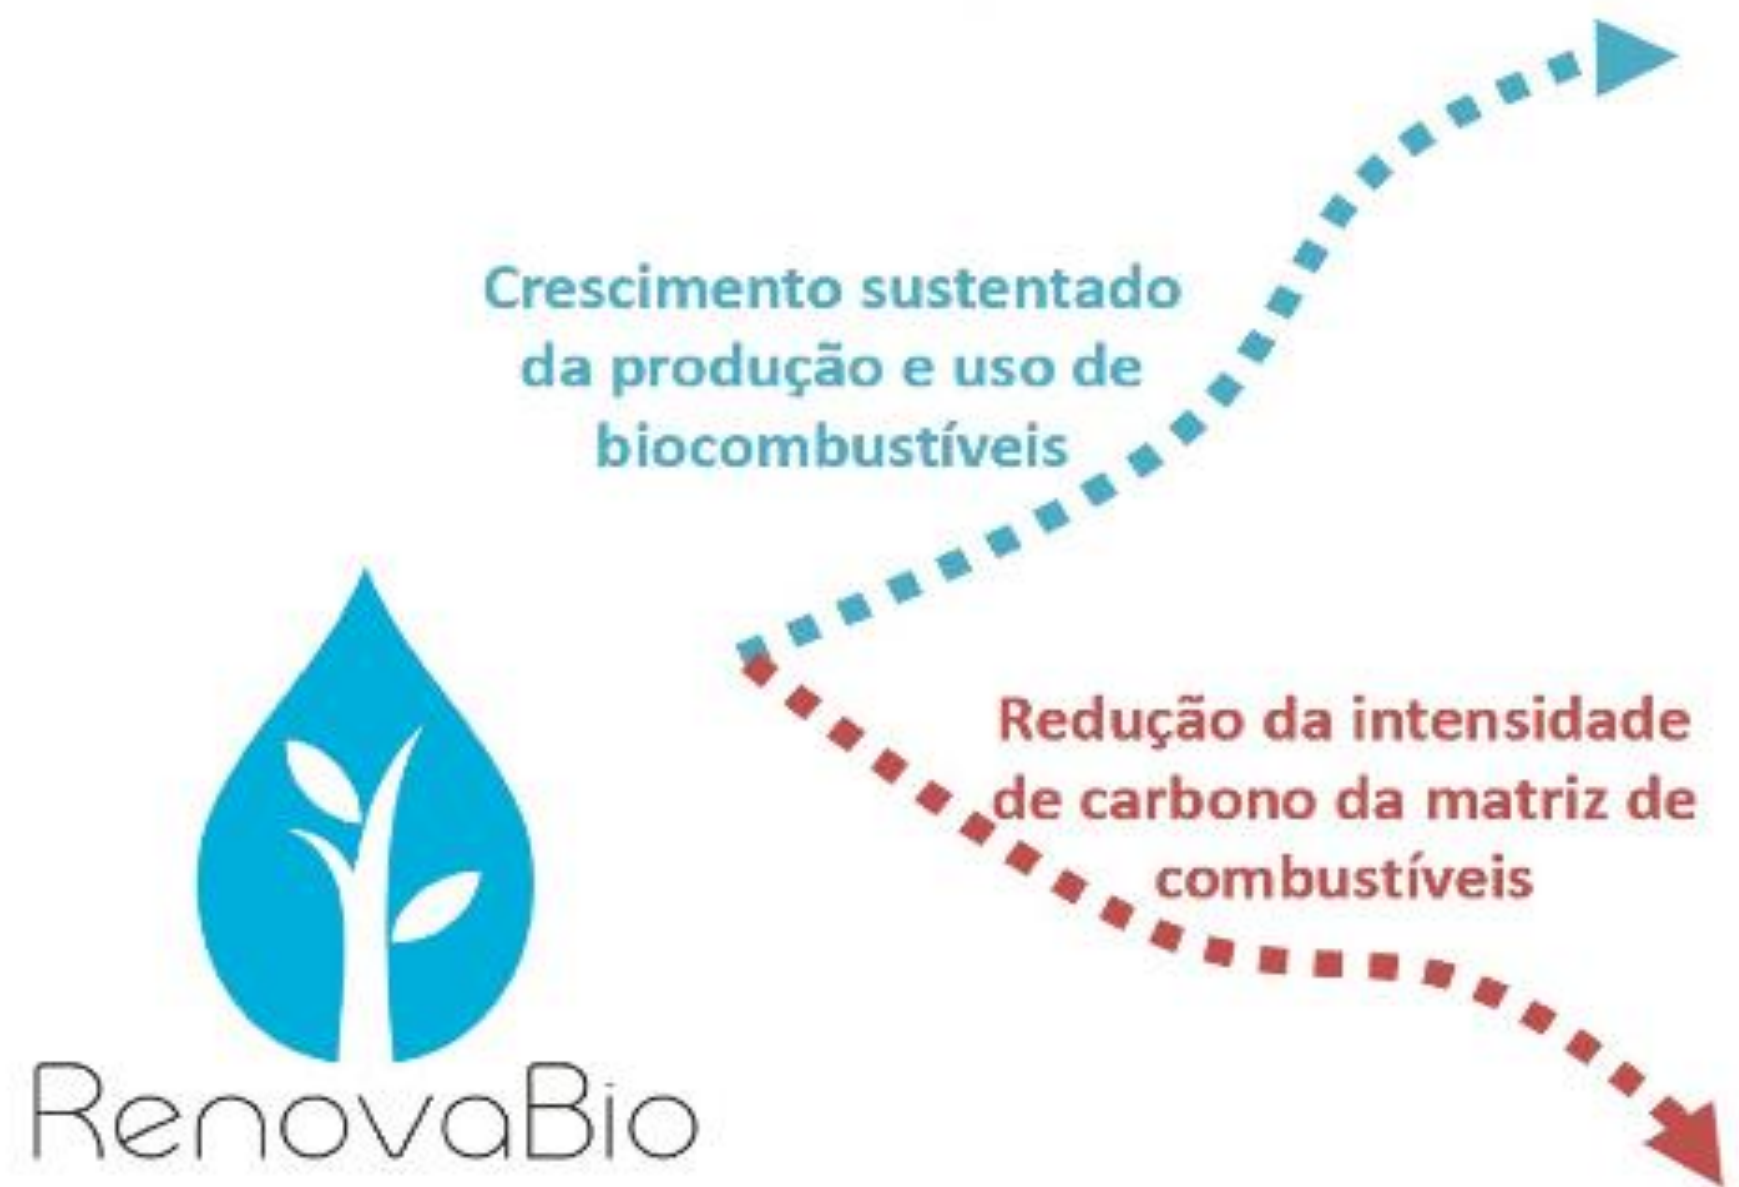 Crescimento sustentado
da produção e uso de
biocombustíveis
Redução da intensidade
de carbono da matriz de
combustíveis
RenovaBio